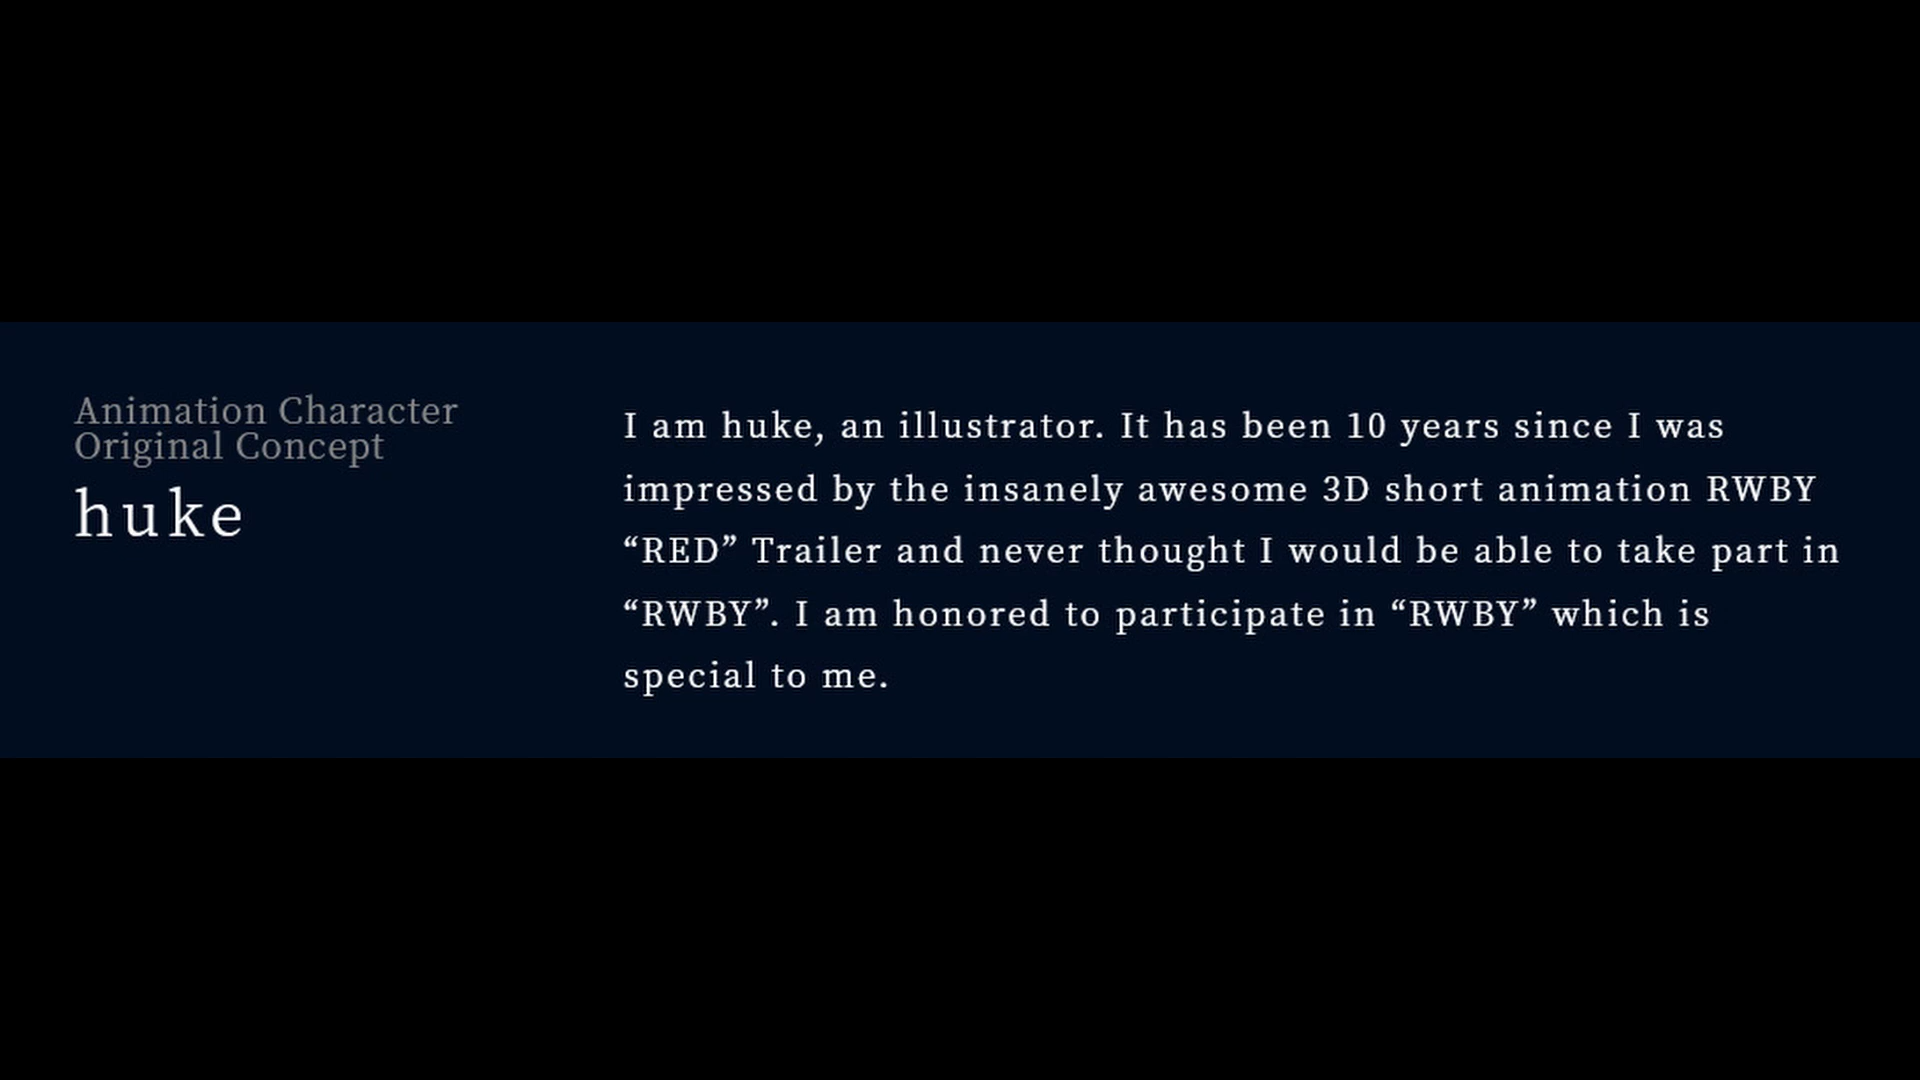 Animation Character
Original Concept
huke
I am huke, an illustrator. It has been 10 years since I was
impressed by the insanely awesome 3D short animation RWBY
“RED” Trailer and never thought I would be able to take part in
“RWBY”. I am honored to participate in “RWBY” which is
special to me.